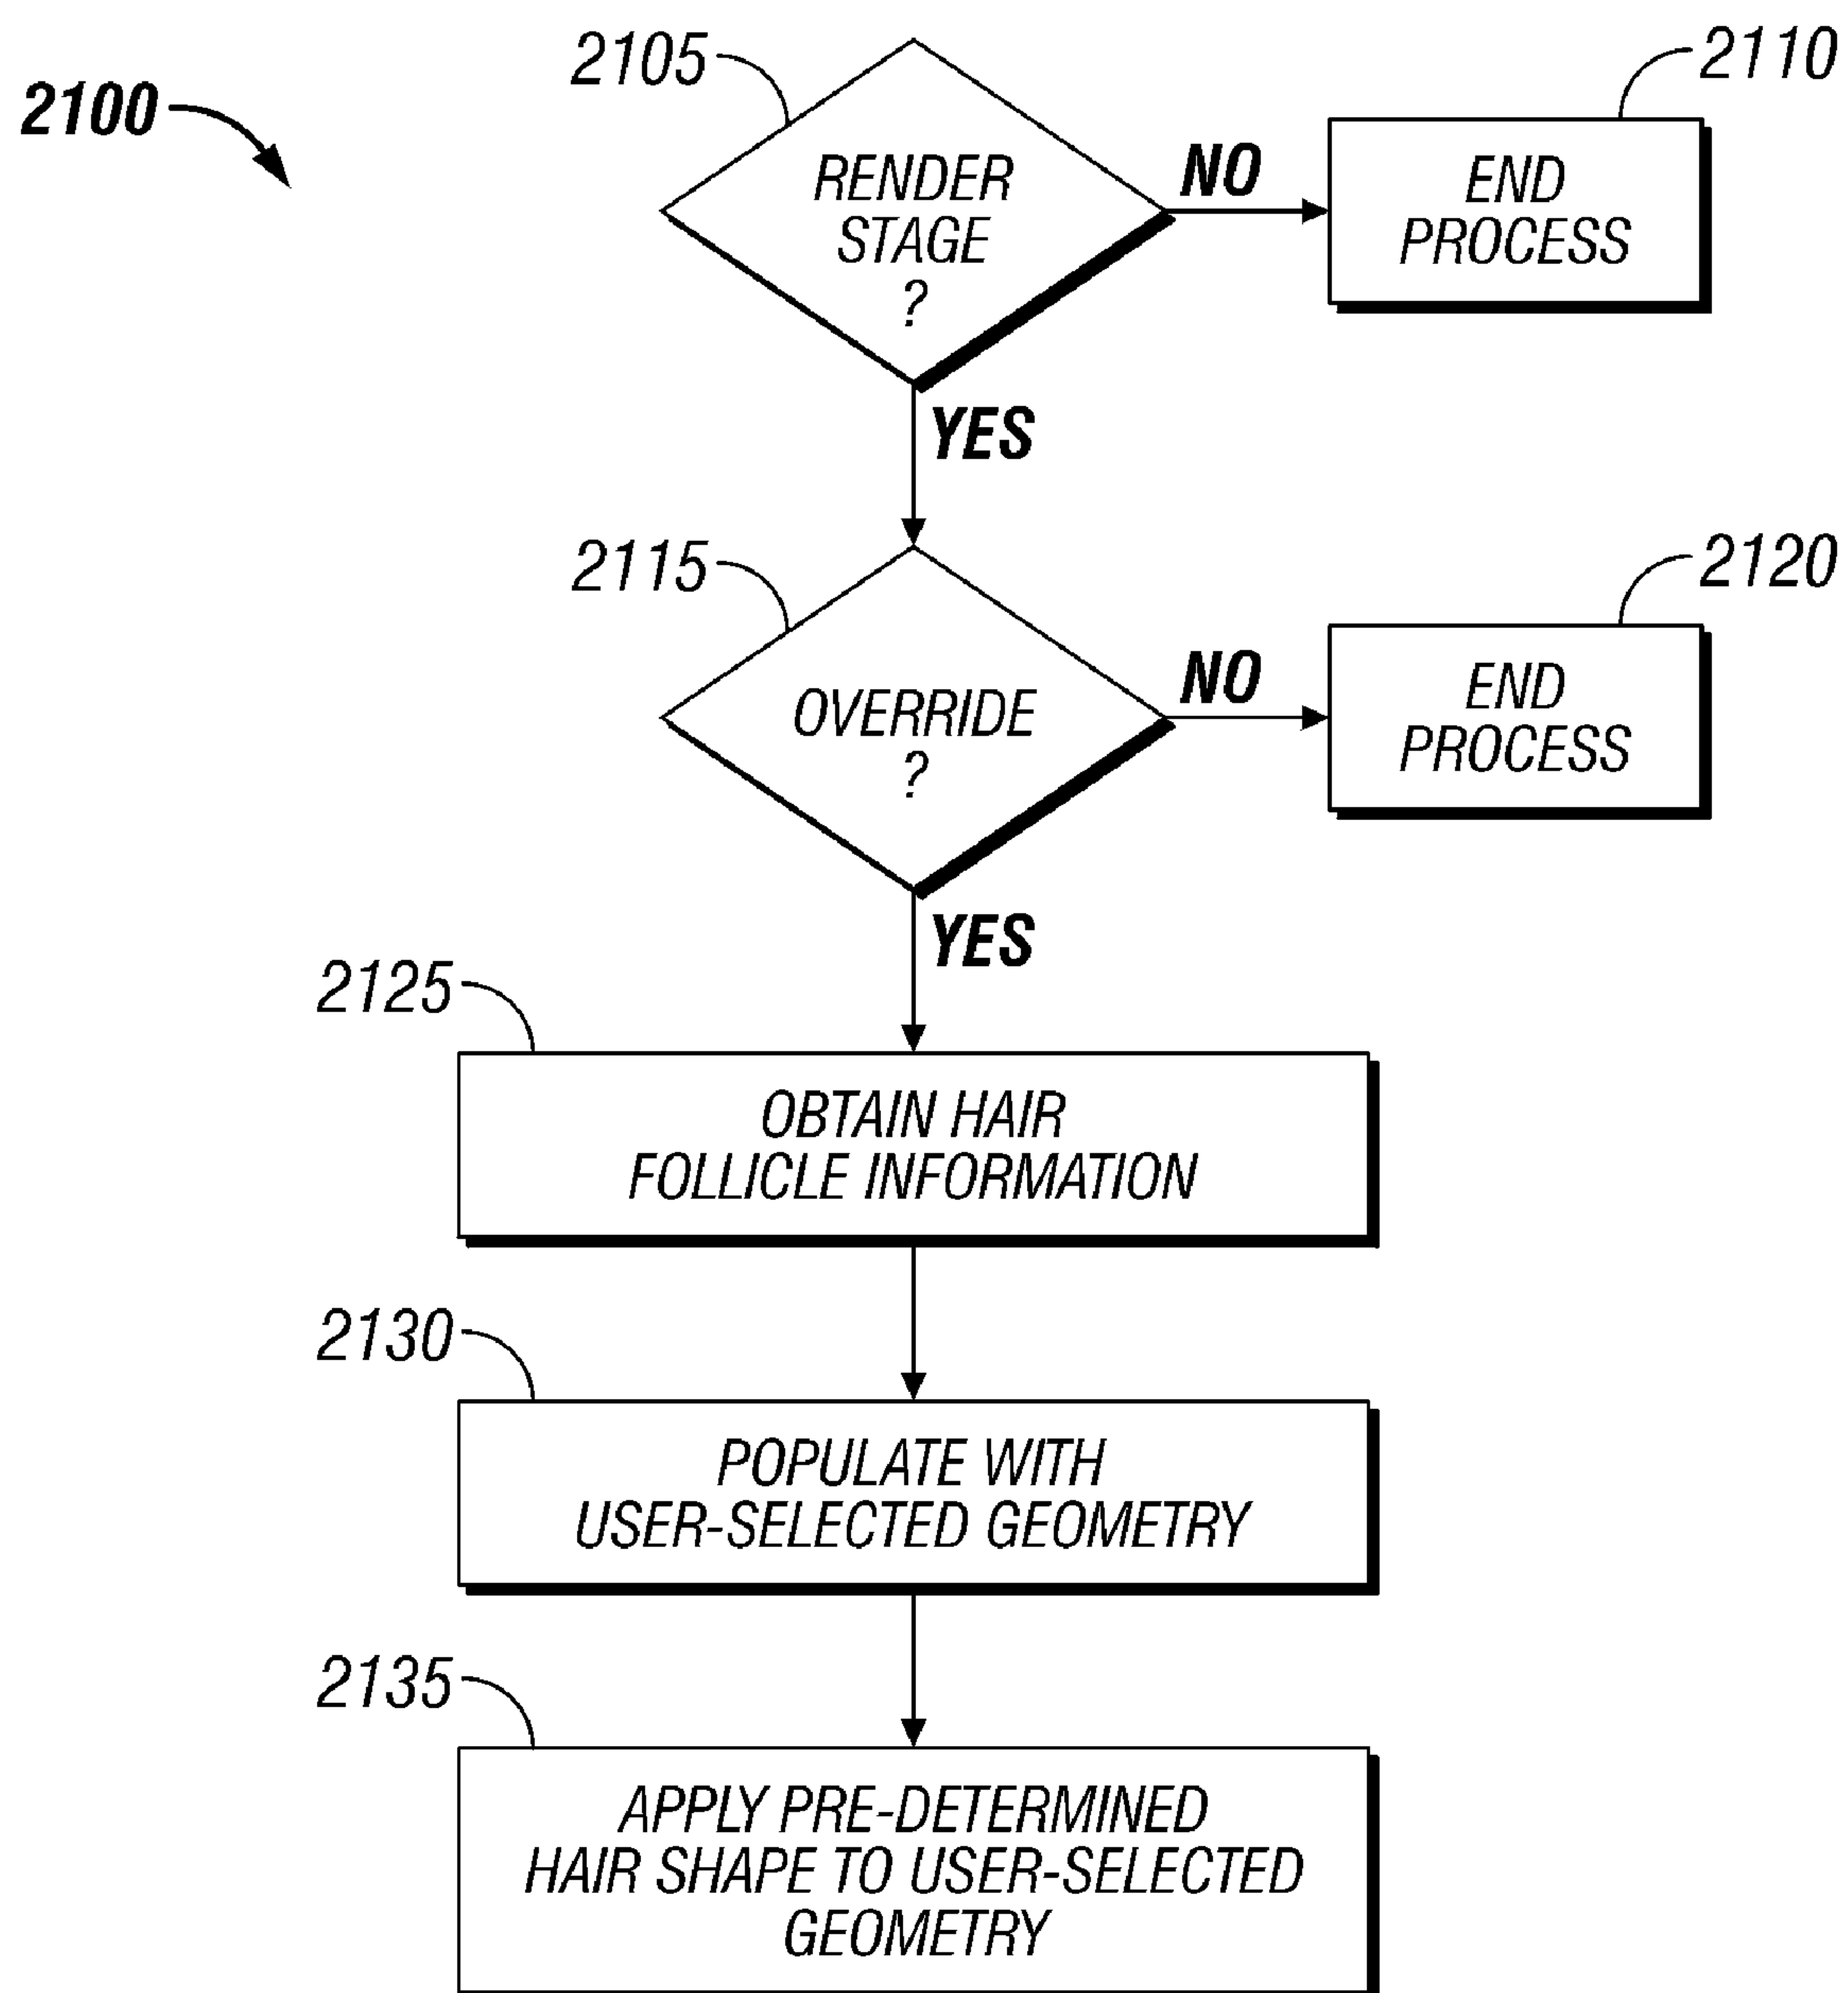 2100
2105
RENDER
STAGE
?
NO
2110
END
PROCESS
YES
2115
OVERRIDE
?
NO
2120
END
PROCESS
YES
2125
OBTAIN HAIR
FOLLICLE INFORMATION
2130
POPULATE WITH
USER-SELECTED GEOMETRY
2135
APPLY PRE-DETERMINED
HAIR SHAPE TO USER-SELECTED
GEOMETRY